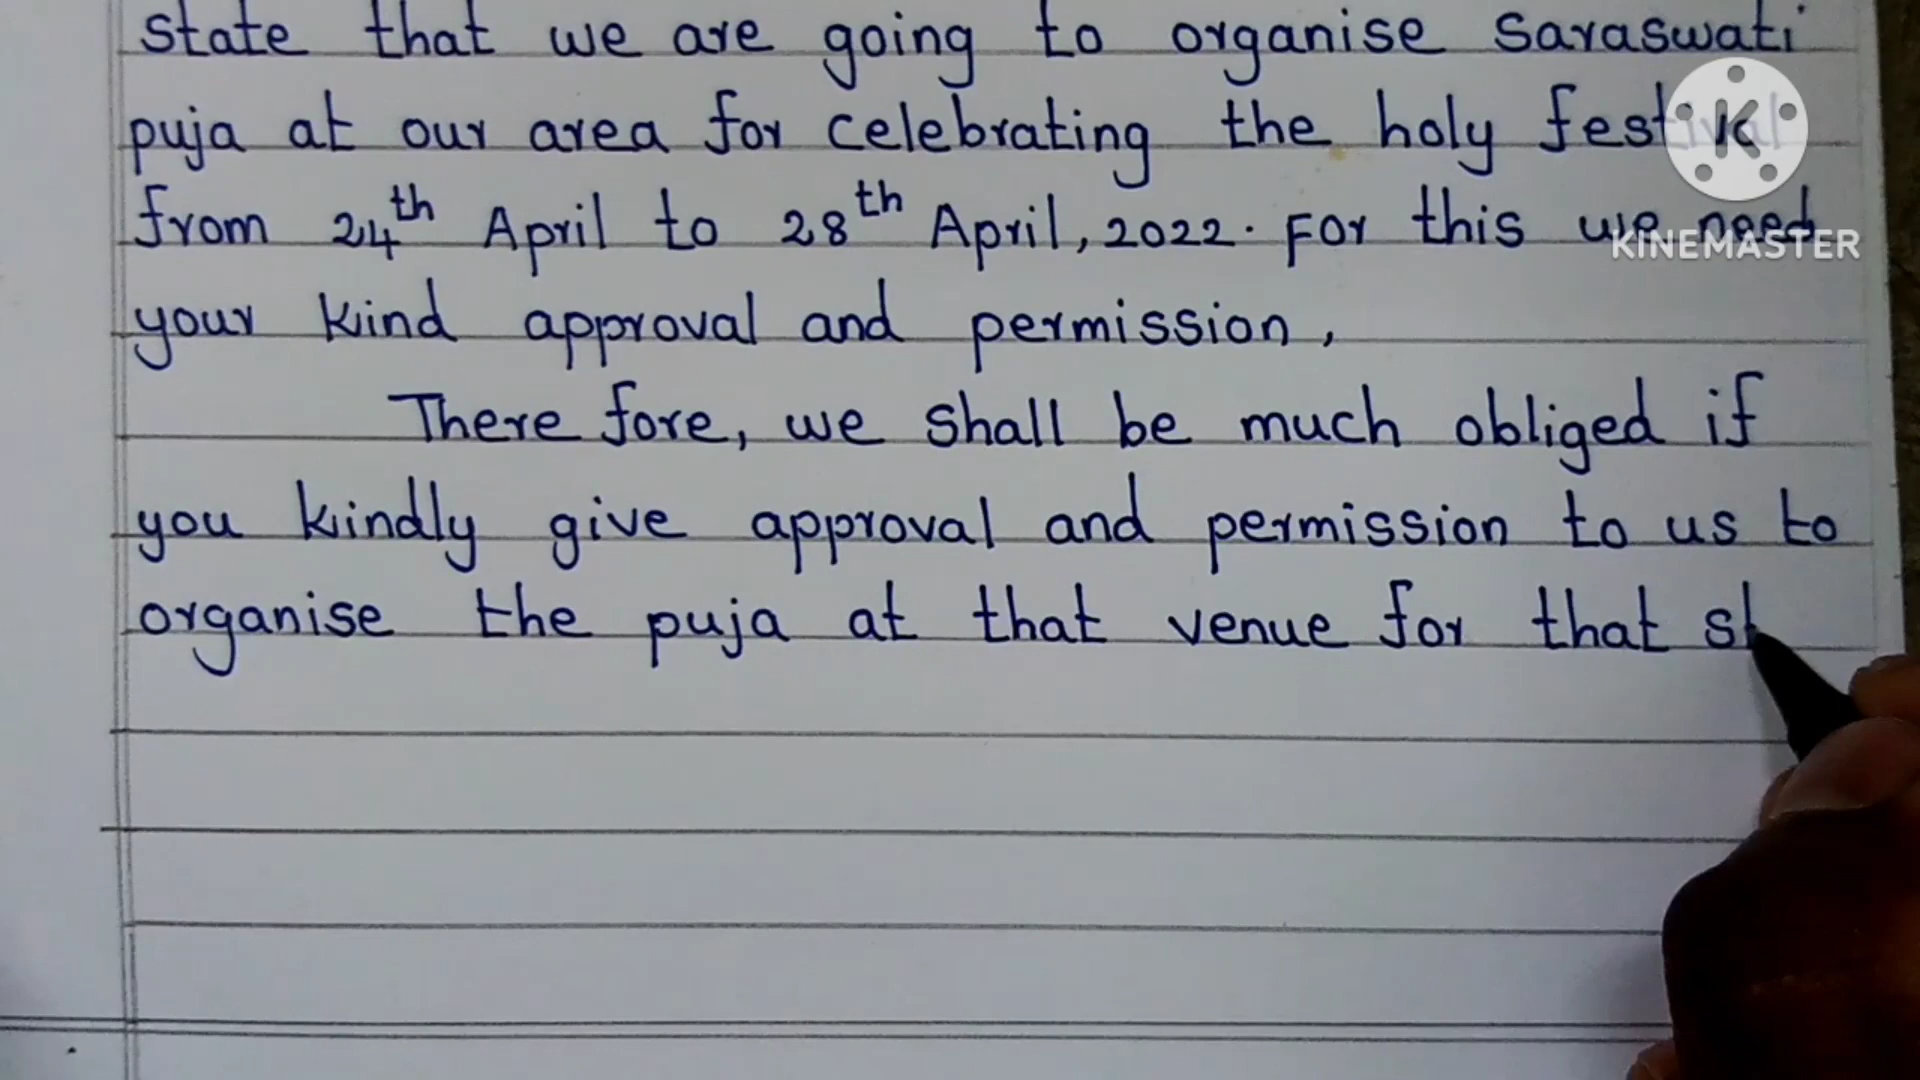 state that we are going to organise Saraswati
puja at our area for celebrating the holy festival
from 24th April to 28th April, 2022. For this we need
your kind approval and permission,
There fore, we shall be much obliged if
you kindly give approval and permission to us to
organise the puja at that venue for that
K
KINEMASTER